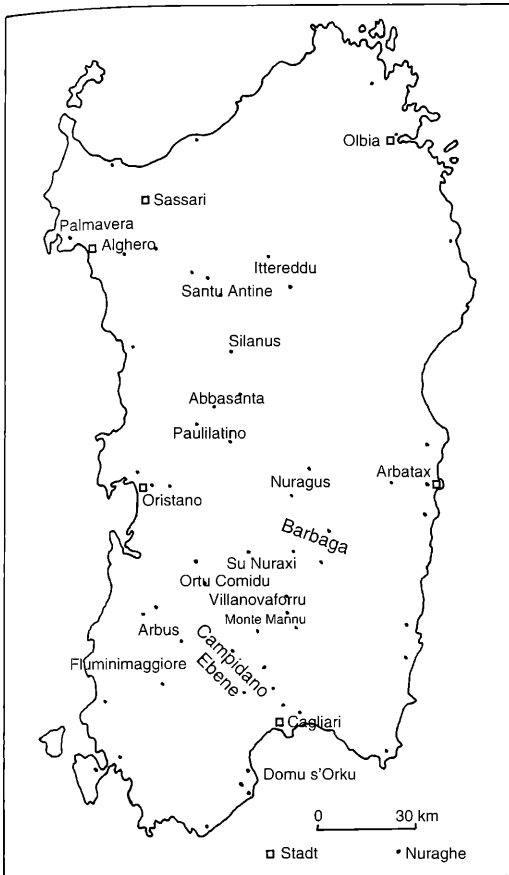 Olbia
Sassari
Palmavera
Alghero
Ittereddu
Santu Antine
Silanus
Abbasanta
Paulilatino
Nuragus
Arbatax
Oristano
Barbaga
Su Nuraxi
Ortu Comidu
Villanovaforru
Monte Mannu
Arbus
Campidano
Ebene
Fluminimaggiore
Cagliari
Domu s'Orku
0 30 km
Stadt Nuraghe